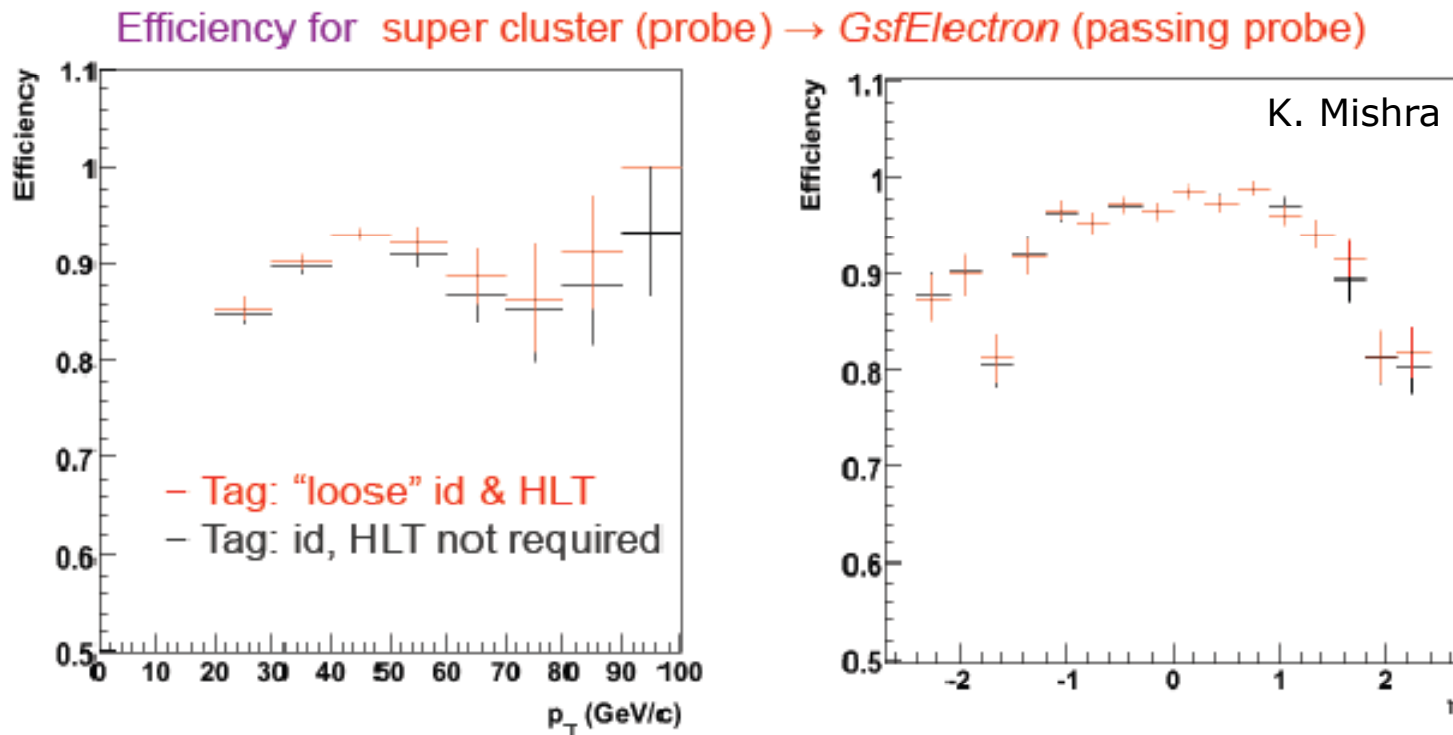 Efficiency for super cluster (probe) → GsfElectron (passing probe)
Efficiency
1.1
1
0.9
0.8
0.7
0.6
0.5
0 10 20 30 40 50 60 70 80 90 100
p_T (GeV/c)
– Tag: “loose” id & HLT
– Tag: id, HLT not required
K. Mishra
Efficiency
1.1
1
0.9
0.8
0.7
0.6
0.5
-2 -1 0 1 2